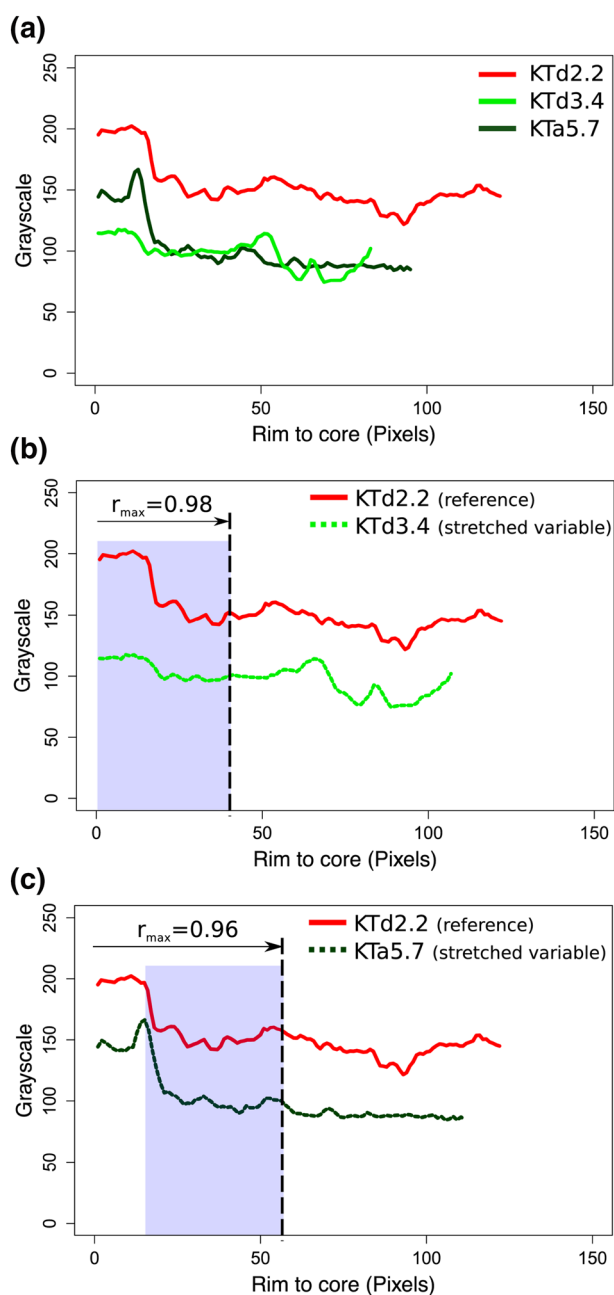 (a)
KTd2.2
KTd3.4
KTa5.7
Grayscale
0 50 100 150 200 250
0 50 100 150
Rim to core (Pixels)
(b)
r_max=0.98
KTd2.2 (reference)
KTd3.4 (stretched variable)
Grayscale
0 50 100 150 200 250
0 50 100 150
Rim to core (Pixels)
(c)
r_max=0.96
KTd2.2 (reference)
KTa5.7 (stretched variable)
Grayscale
0 50 100 150 200 250
0 50 100 150
Rim to core (Pixels)